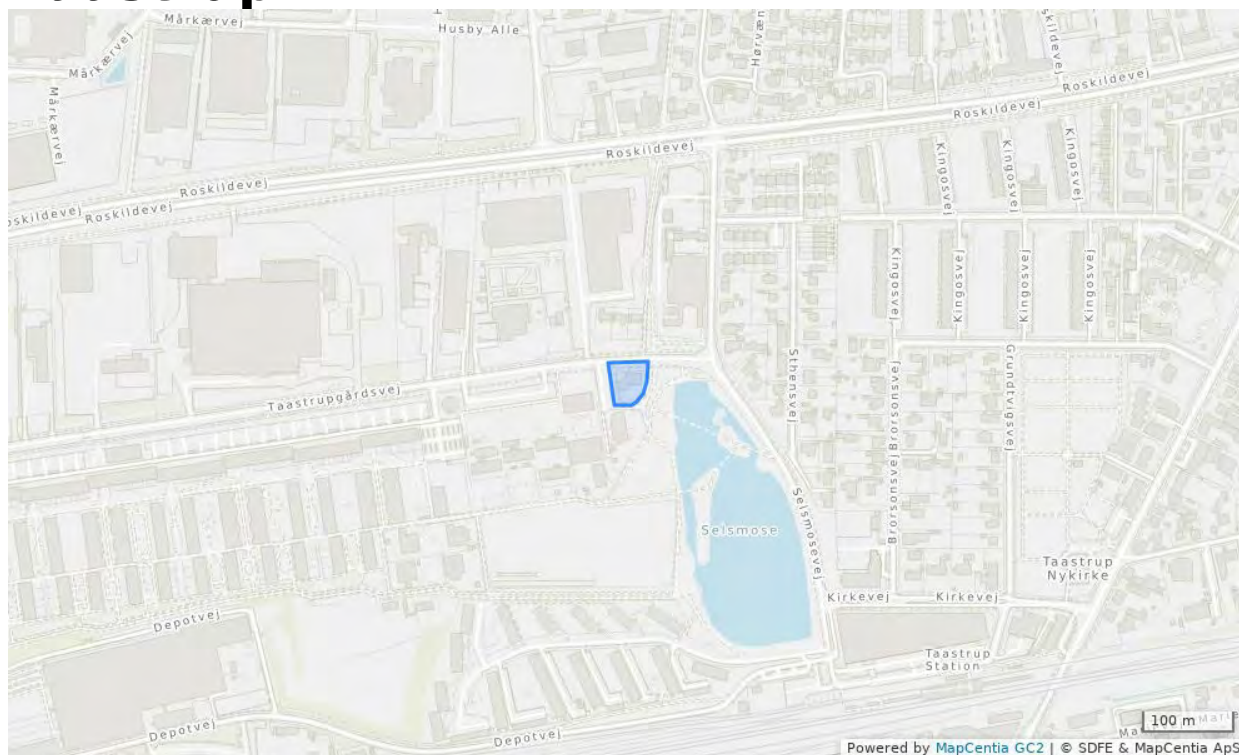 Mårkærvej
Husby Alle
Mårkærvej
Mårkærvej
Hørvæn
Roskildevej
Roskildevej
Roskildevej
Roskildevej
Roskildevej
Roskildevej
oskildevej
Kingosvej
Kingosvej
Kingosvej
Kingosvej
Kingosvej
Kingosvej
Kingosvej
Sthensvej
Grundtvigsvej
Brorsonsvej
Brorsonsvej
Taastrupgårdsvej
Selsmose
Selsmosevej
Taastrup
Nykirke
Kirkevej
Kirkevej
Depotvej
Taastrup
Station
Depotvej
Depotvej
100 m
Powered by MapCentia GC2 | © SDFE & MapCentia ApS